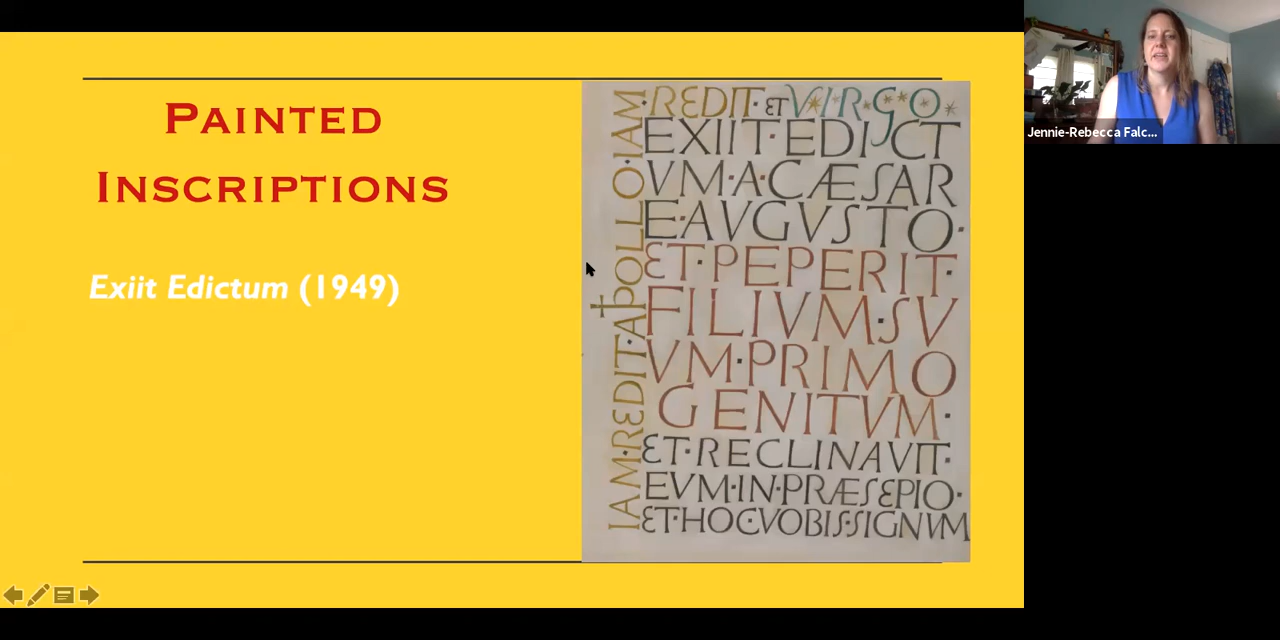 PAINTED
INSCRIPTIONS
Exiit Edictum (1949)
IAM·REDIT·APOLLO·IAM
REDIT·ET·VIRGO·
EXIIT·EDICT
VM·A·CÆSAR
E·AVGVSTO·
ET·PEPERIT·
FILIVM·SV
VM·PRIMO
GENITVM·
ET·RECLINAVIT·
EVM·IN·PRÆSEPIO·
ET·HOC·VOBIS·SIGNVM
Jennie-Rebecca Falc...